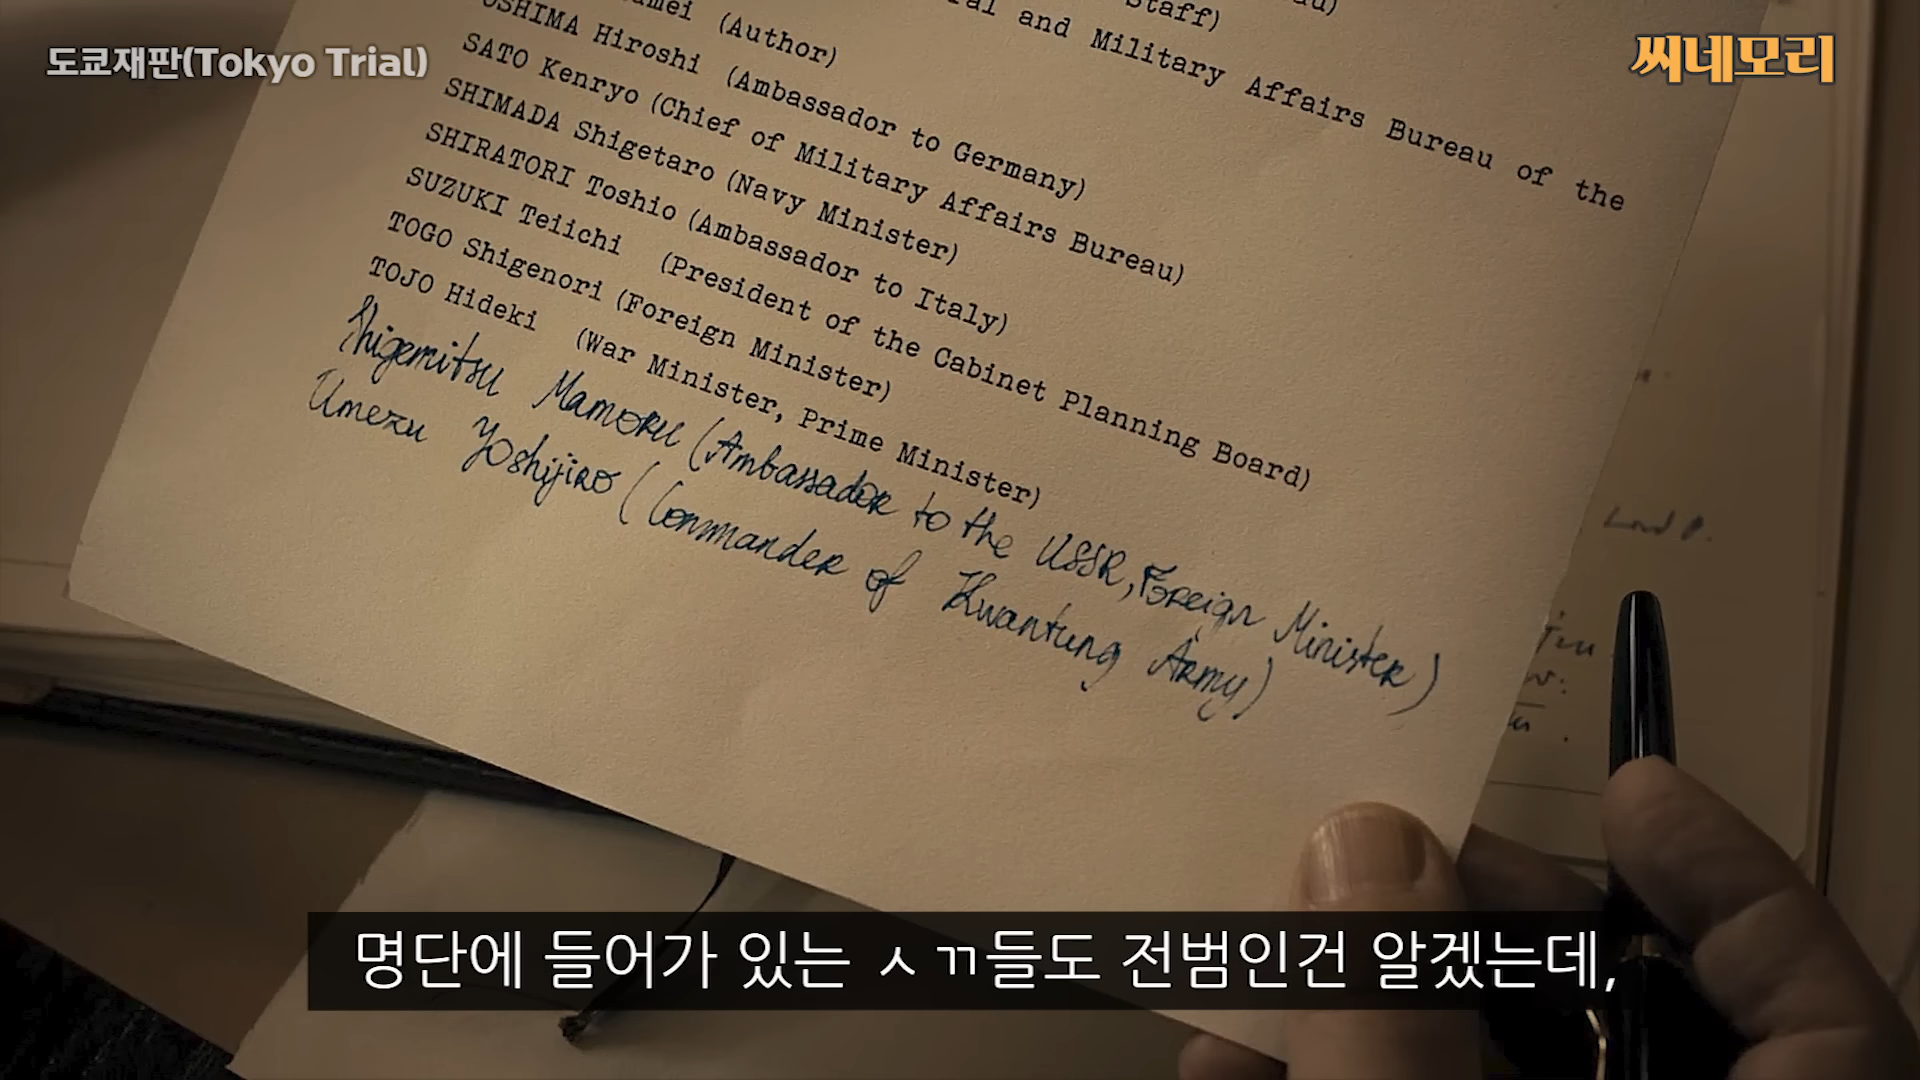 도쿄재판(Tokyo Trial)
씨네모리
Staff)
and Military Affairs Bureau of the
(Author)
OSHIMA Hiroshi (Ambassador to Germany)
SATO Kenryo (Chief of Military Affairs Bureau)
SHIMADA Shigetaro (Navy Minister)
SHIRATORI Toshio (Ambassador to Italy)
SUZUKI Teiichi (President of the Cabinet Planning Board)
TOGO Shigenori (Foreign Minister)
TOJO Hideki (War Minister, Prime Minister)
Shigemitsu Mamoru (Ambassador to the USSR, Foreign Minister)
Umezu Yoshijiro (Commander of Kwantung Army)
명단에 들어가 있는 ㅅㄲ들도 전범인건 알겠는데,